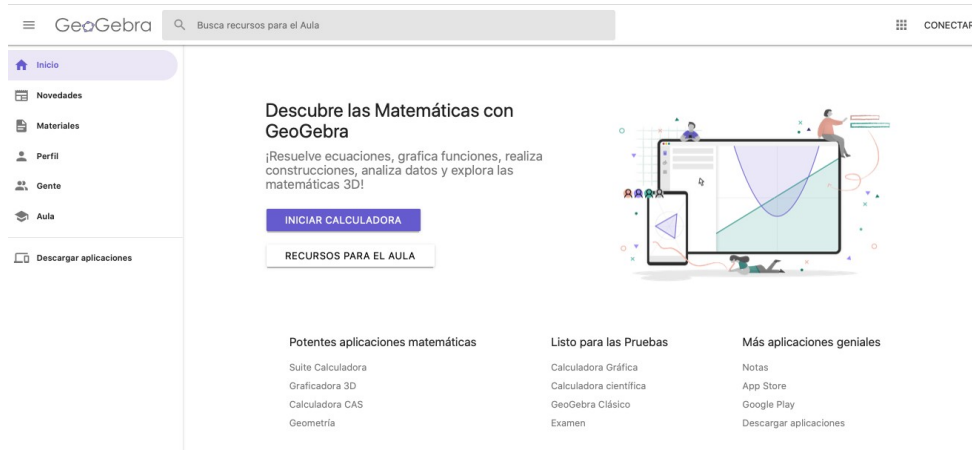 GeoGebra
Busca recursos para el Aula
CONECTAR
Inicio
Novedades
Materiales
Perfil
Gente
Aula
Descargar aplicaciones
Descubre las Matemáticas con
GeoGebra
¡Resuelve ecuaciones, grafica funciones, realiza
construcciones, analiza datos y explora las
matemáticas 3D!
INICIAR CALCULADORA
RECURSOS PARA EL AULA
Potentes aplicaciones matemáticas
Suite Calculadora
Graficadora 3D
Calculadora CAS
Geometría
Listo para las Pruebas
Calculadora Gráfica
Calculadora científica
GeoGebra Clásico
Examen
Más aplicaciones geniales
Notas
App Store
Google Play
Descargar aplicaciones